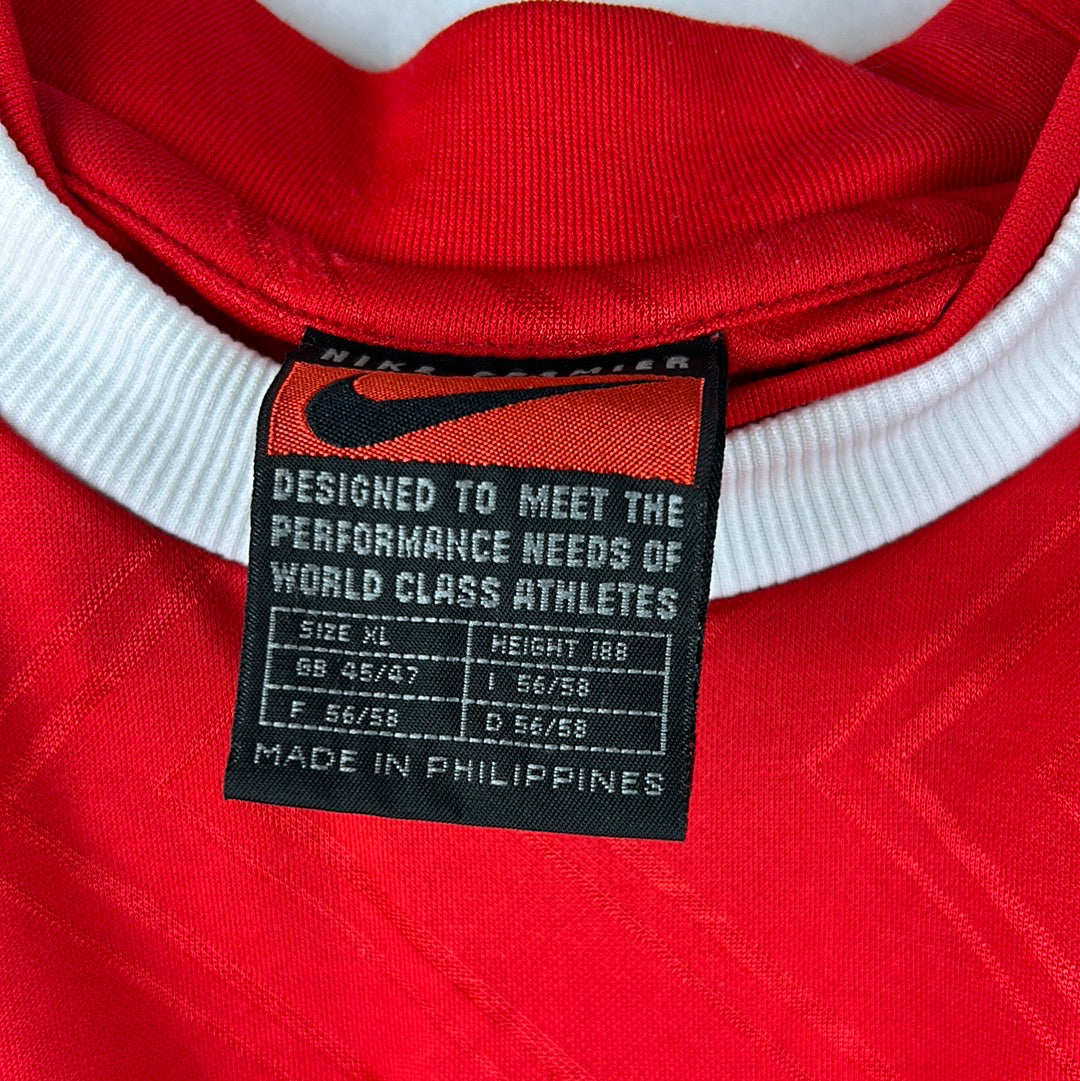 NIKE PREMIER
DESIGNED TO MEET THE
PERFORMANCE NEEDS OF
WORLD CLASS ATHLETES
SIZE XL HEIGHT 188
GB 45/47 I 56/58
F 56/58 D 56/58
MADE IN PHILIPPINES